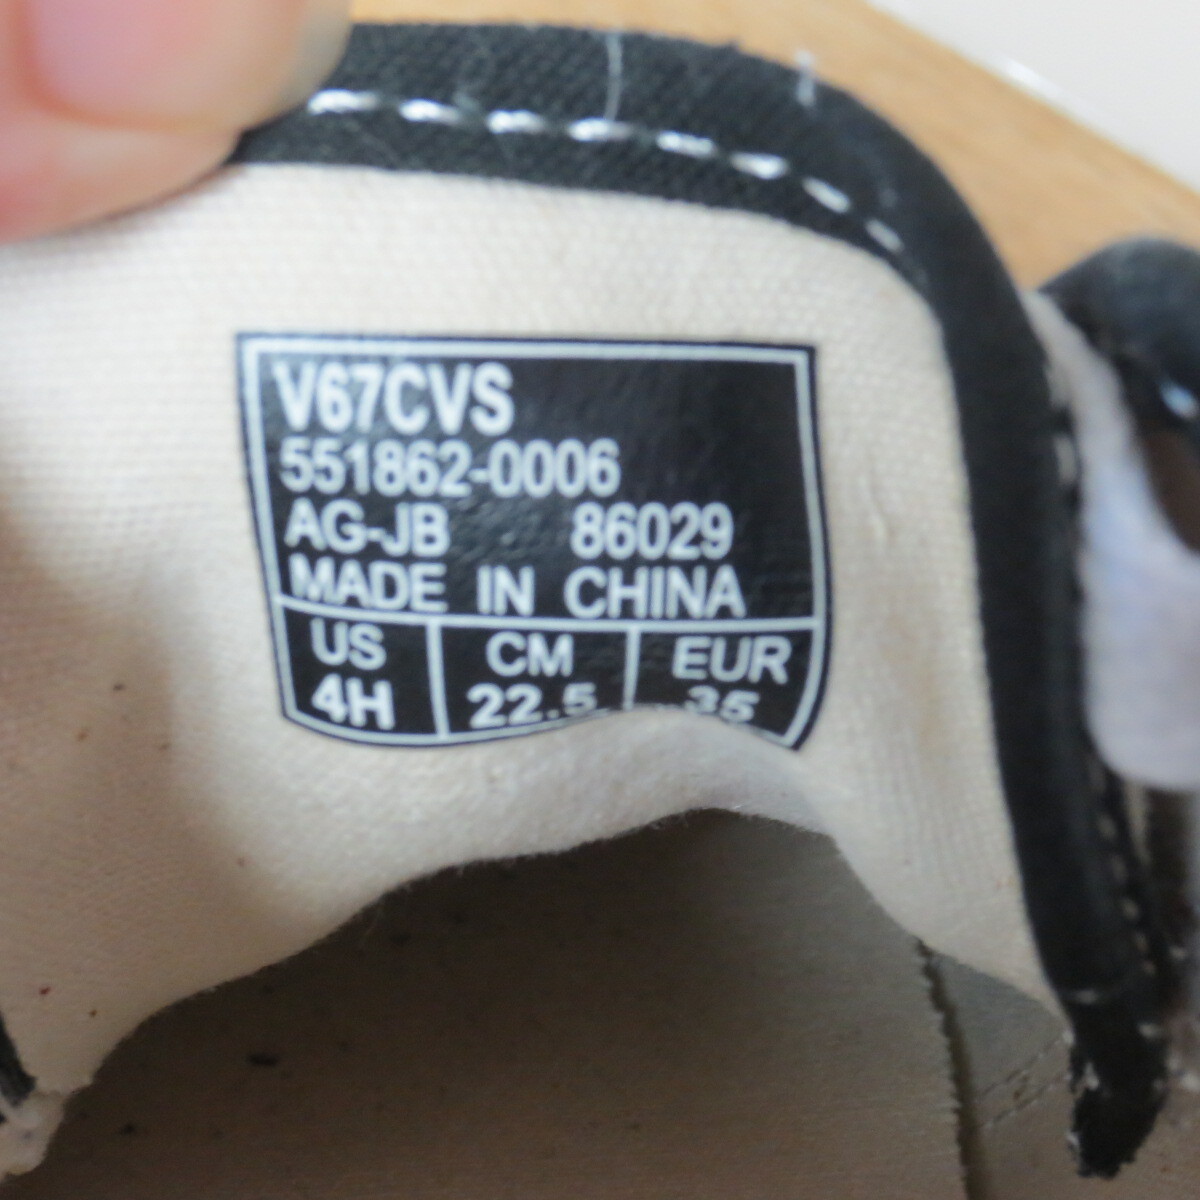 V67CVS
551862-0006
AG-JB 86029
MADE IN CHINA
US CM EUR
4H 22.5 35